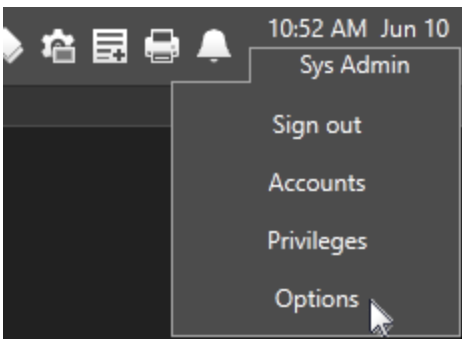 10:52 AM Jun 10
Sys Admin
Sign out
Accounts
Privileges
Options